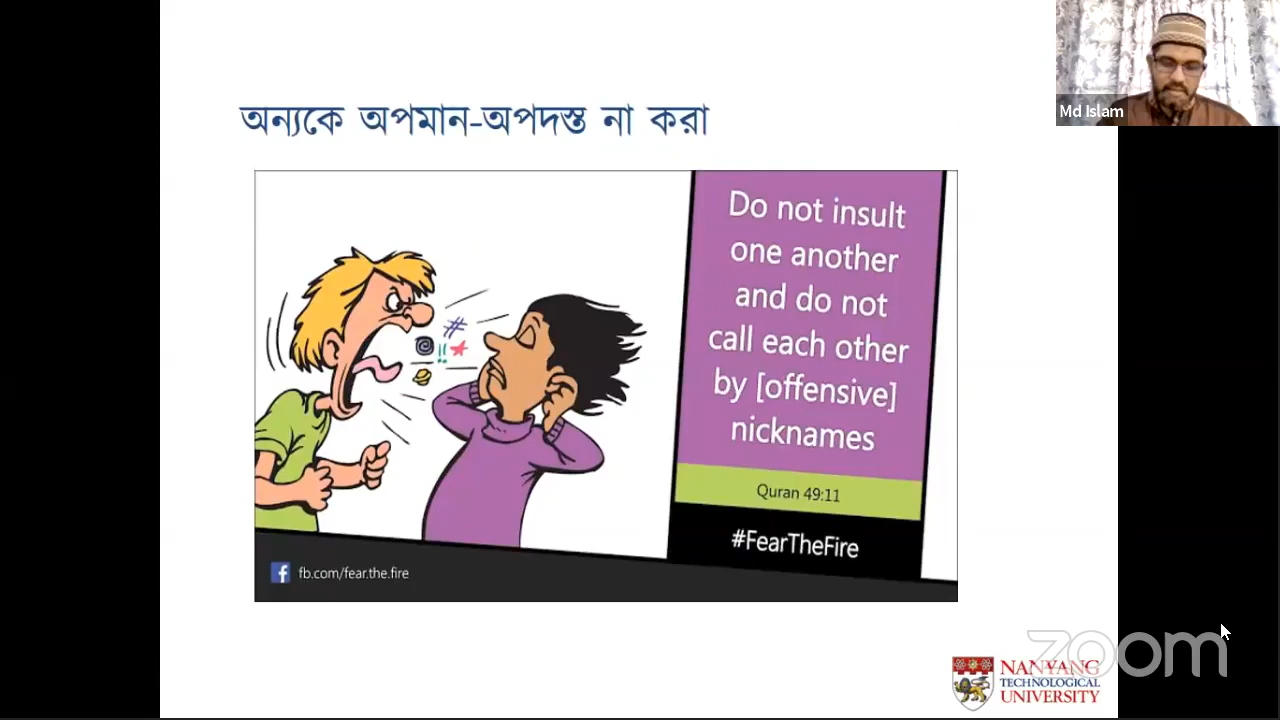 অন্যকে অপমান-অপদস্ত না করা
Md Islam
Do not insult
one another
and do not
call each other
by [offensive]
nicknames
Quran 49:11
#FearTheFire
fb.com/fear.the.fire
zoom
NANYANG
TECHNOLOGICAL
UNIVERSITY